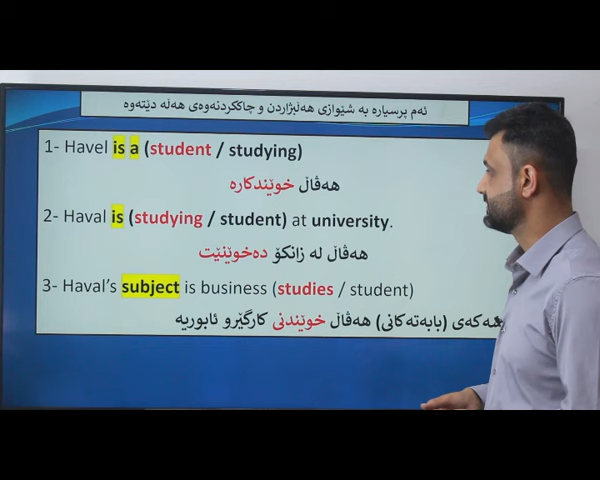 ئەم پرسیارە بە شێوازی هەڵبژاردن و چاککردنەوەی هەڵە دێتەوە
1- Havel is a (student / studying)
هەڤاڵ خوێندکارە
2- Haval is (studying / student) at university.
هەڤاڵ لە زانکۆ دەخوێنێت
3- Haval's subject is business (studies / student)
(بابەتەکانی) هەڤاڵ خوێندنی کارگێرو ئابوریە